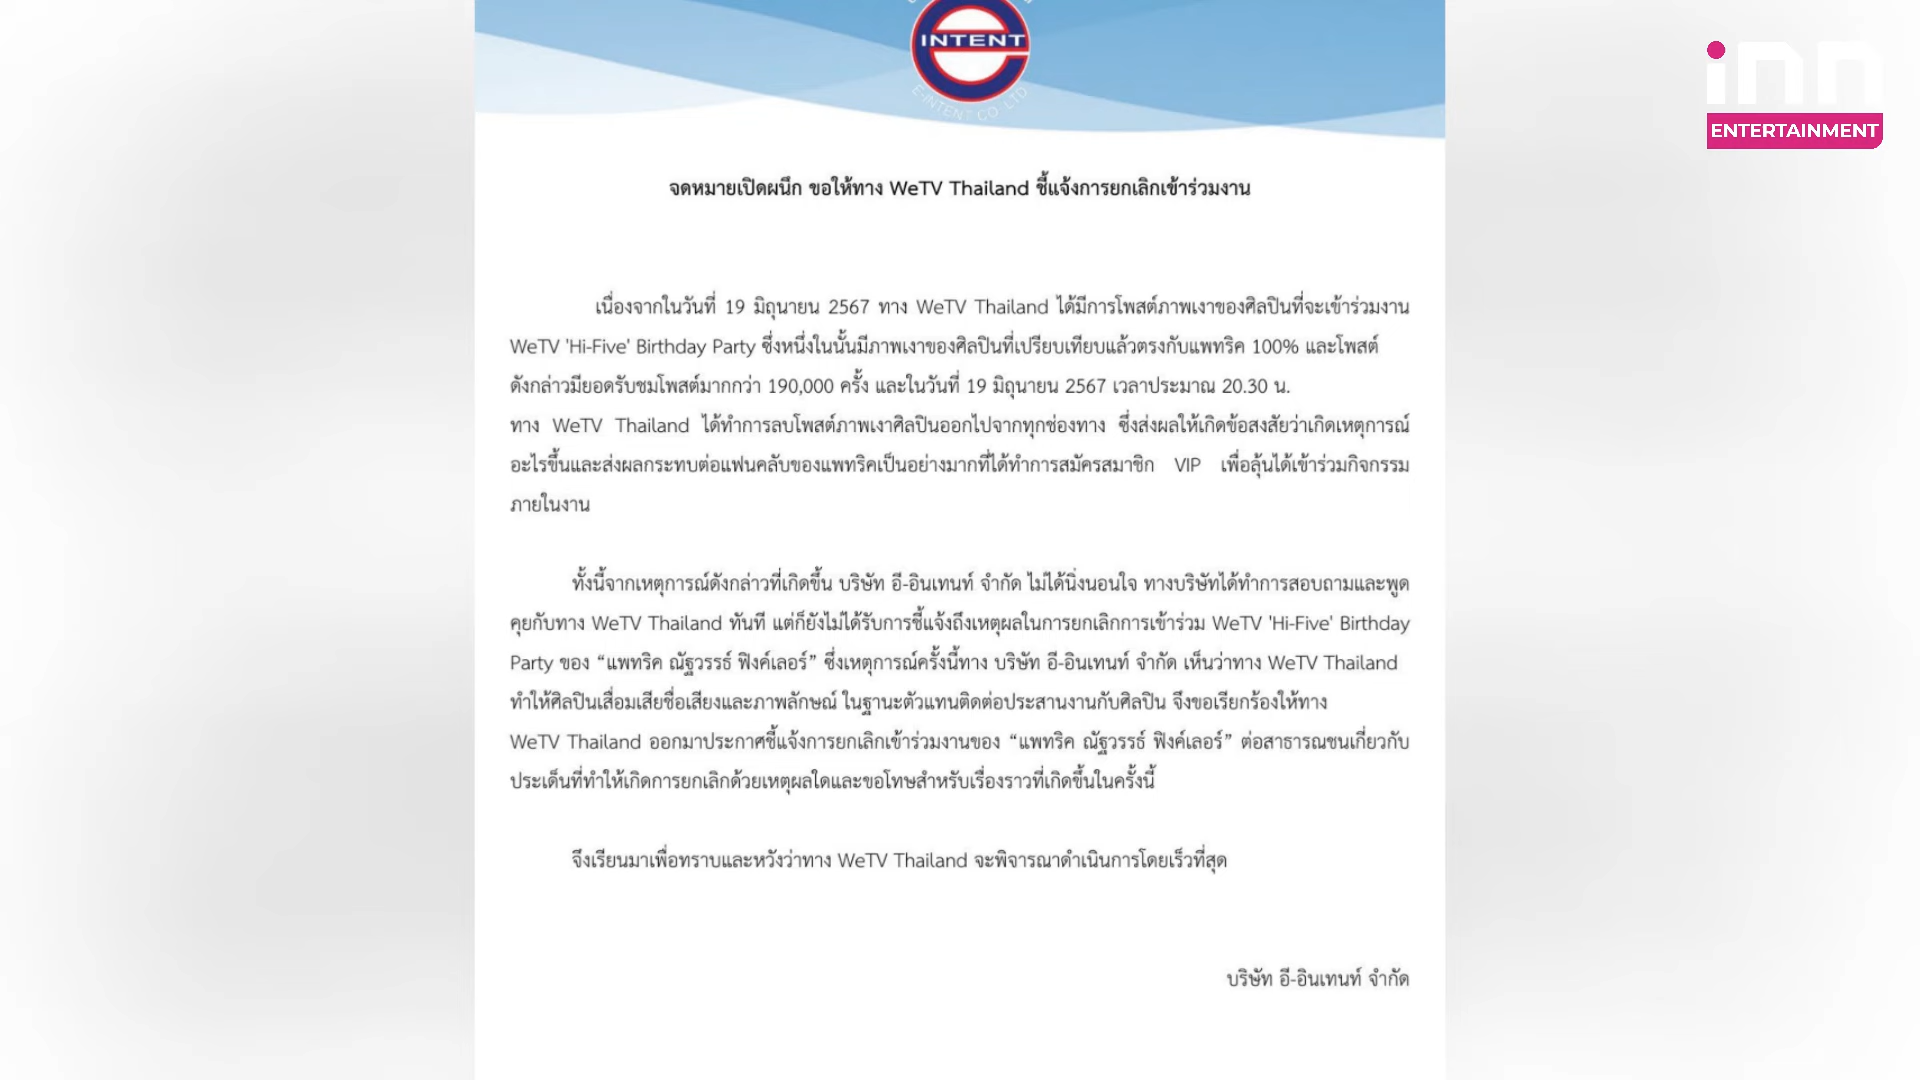 INTENT
E-INTENT CO., LTD
inn
ENTERTAINMENT
จดหมายเปิดผนึก ขอให้ทาง WeTV Thailand ชี้แจ้งการยกเลิกเข้าร่วมงาน
เนื่องจากในวันที่ 19 มิถุนายน 2567 ทาง WeTV Thailand ได้มีการโพสต์ภาพเงาของศิลปินที่จะเข้าร่วมงาน
WeTV 'Hi-Five' Birthday Party ซึ่งหนึ่งในนั้นมีภาพเงาของศิลปินที่เปรียบเทียบแล้วตรงกับแพทริค 100% และโพสต์
ดังกล่าวมียอดรับชมโพสต์มากกว่า 190,000 ครั้ง และในวันที่ 19 มิถุนายน 2567 เวลาประมาณ 20.30 น.
ทาง WeTV Thailand ได้ทำการลบโพสต์ภาพเงาศิลปินออกไปจากทุกช่องทาง ซึ่งส่งผลให้เกิดข้อสงสัยว่าเกิดเหตุการณ์
อะไรขึ้นและส่งผลกระทบต่อแฟนคลับของแพทริคเป็นอย่างมากที่ได้ทำการสมัครสมาชิก VIP เพื่อลุ้นได้เข้าร่วมกิจกรรม
ภายในงาน
ทั้งนี้จากเหตุการณ์ดังกล่าวที่เกิดขึ้น บริษัท อี-อินเทนท์ จำกัด ไม่ได้นิ่งนอนใจ ทางบริษัทได้ทำการสอบถามและพูด
คุยกับทาง WeTV Thailand ทันที แต่ก็ยังไม่ได้รับการชี้แจ้งถึงเหตุผลในการยกเลิกการเข้าร่วม WeTV 'Hi-Five' Birthday
Party ของ “แพทริค ณัฐวรรธ์ ฟิงค์เลอร์” ซึ่งเหตุการณ์ครั้งนี้ทาง บริษัท อี-อินเทนท์ จำกัด เห็นว่าทาง WeTV Thailand
ทำให้ศิลปินเสื่อมเสียชื่อเสียงและภาพลักษณ์ ในฐานะตัวแทนติดต่อประสานงานกับศิลปิน จึงขอเรียกร้องให้ทาง
WeTV Thailand ออกมาประกาศชี้แจ้งการยกเลิกเข้าร่วมงานของ “แพทริค ณัฐวรรธ์ ฟิงค์เลอร์” ต่อสาธารณชนเกี่ยวกับ
ประเด็นที่ทำให้เกิดการยกเลิกด้วยเหตุผลใดและขอโทษสำหรับเรื่องราวที่เกิดขึ้นในครั้งนี้
จึงเรียนมาเพื่อทราบและหวังว่าทาง WeTV Thailand จะพิจารณาดำเนินการโดยเร็วที่สุด
บริษัท อี-อินเทนท์ จำกัด